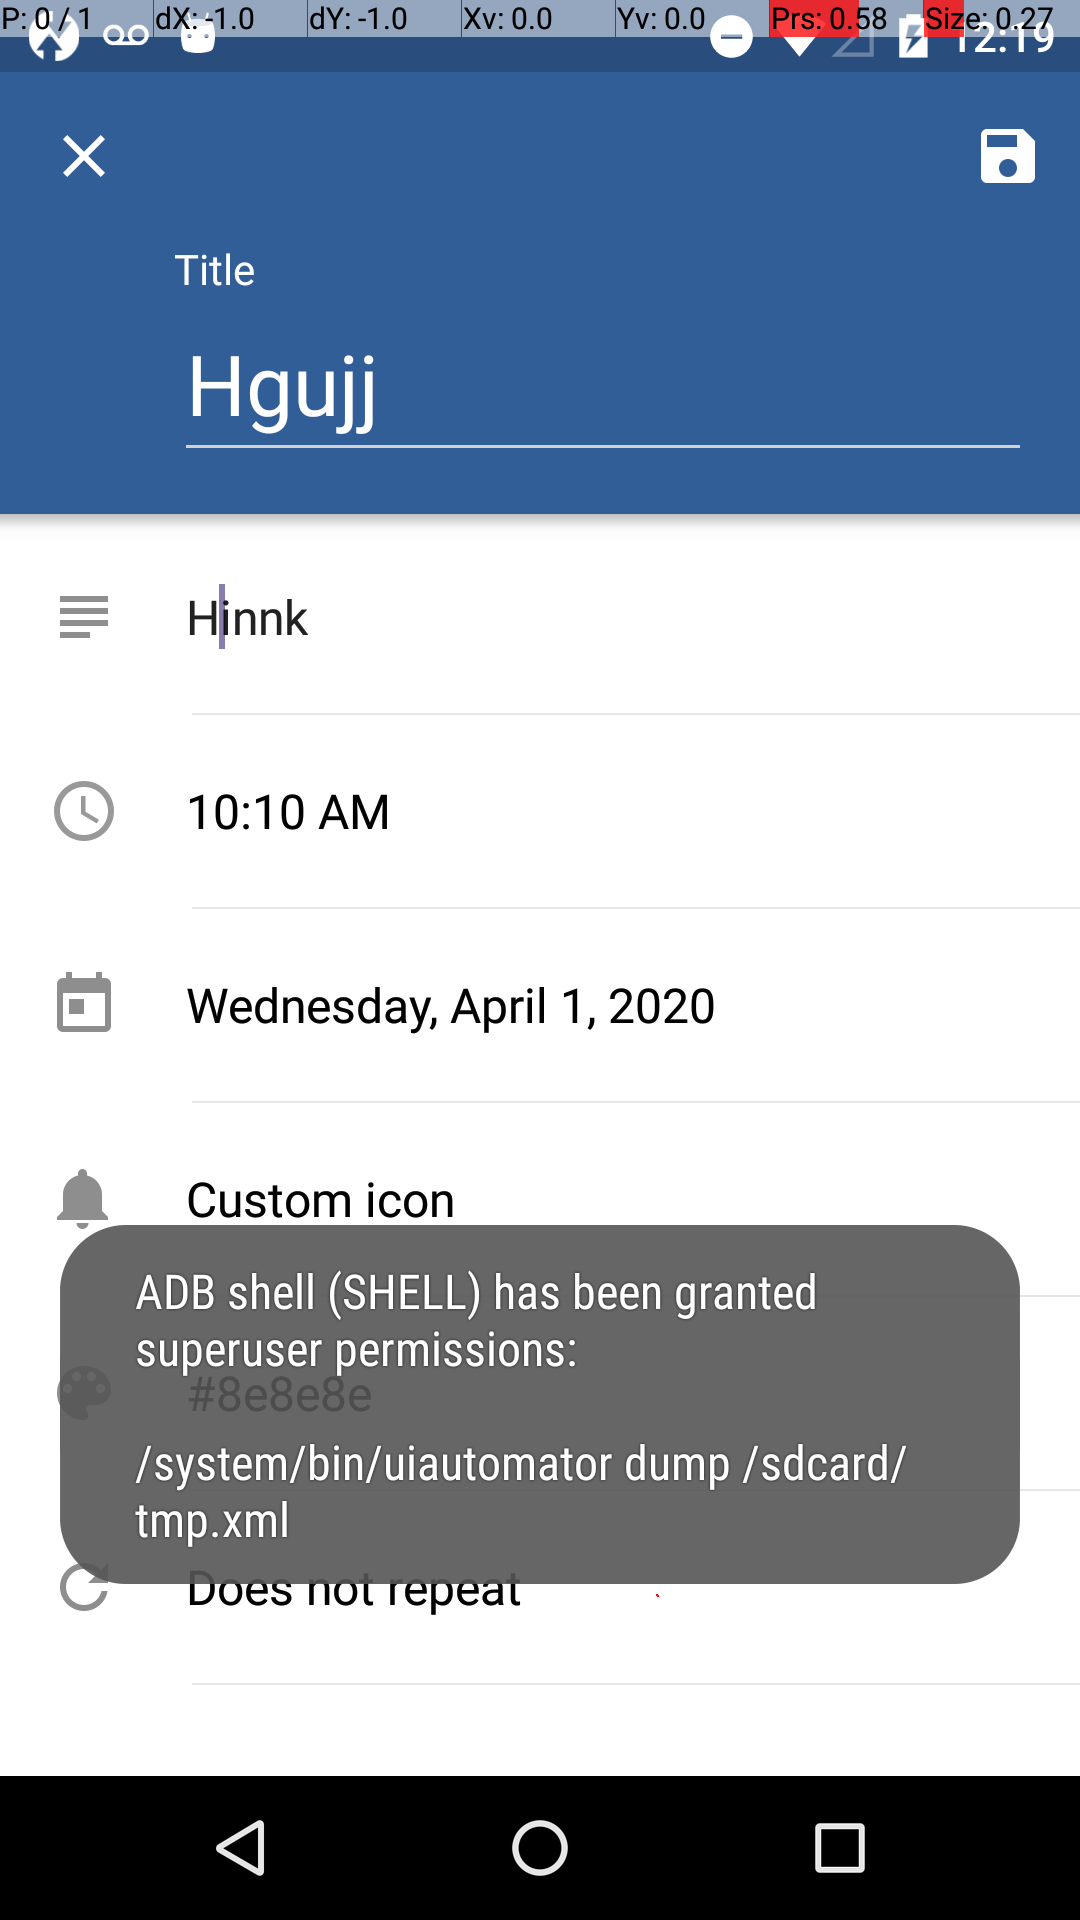 P: 0 / 1 dX: -1.0 dY: -1.0 Xv: 0.0 Yv: 0.0 Prs: 0.58 Size: 0.27
12:19
Title
Hgujj
Hinnk
10:10 AM
Wednesday, April 1, 2020
Custom icon
ADB shell (SHELL) has been granted
superuser permissions:
#8e8e8e
/system/bin/uiautomator dump /sdcard/
tmp.xml
Does not repeat